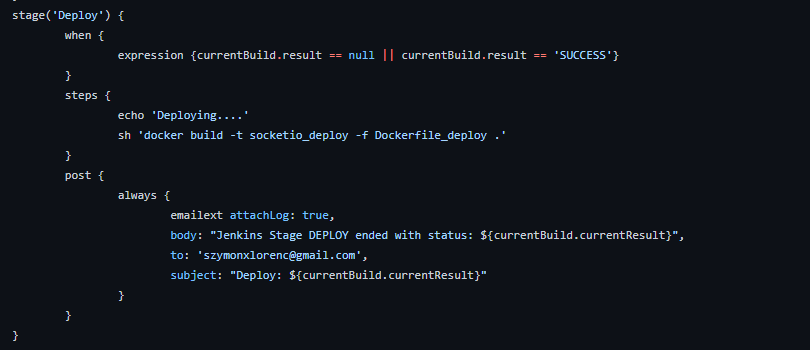 stage('Deploy') {
when {
expression {currentBuild.result == null || currentBuild.result == 'SUCCESS'}
}
steps {
echo 'Deploying....'
sh 'docker build -t socketio_deploy -f Dockerfile_deploy .'
}
post {
always {
emailext attachLog: true,
body: "Jenkins Stage DEPLOY ended with status: ${currentBuild.currentResult}",
to: 'szymonxlorenc@gmail.com',
subject: "Deploy: ${currentBuild.currentResult}"
}
}
}